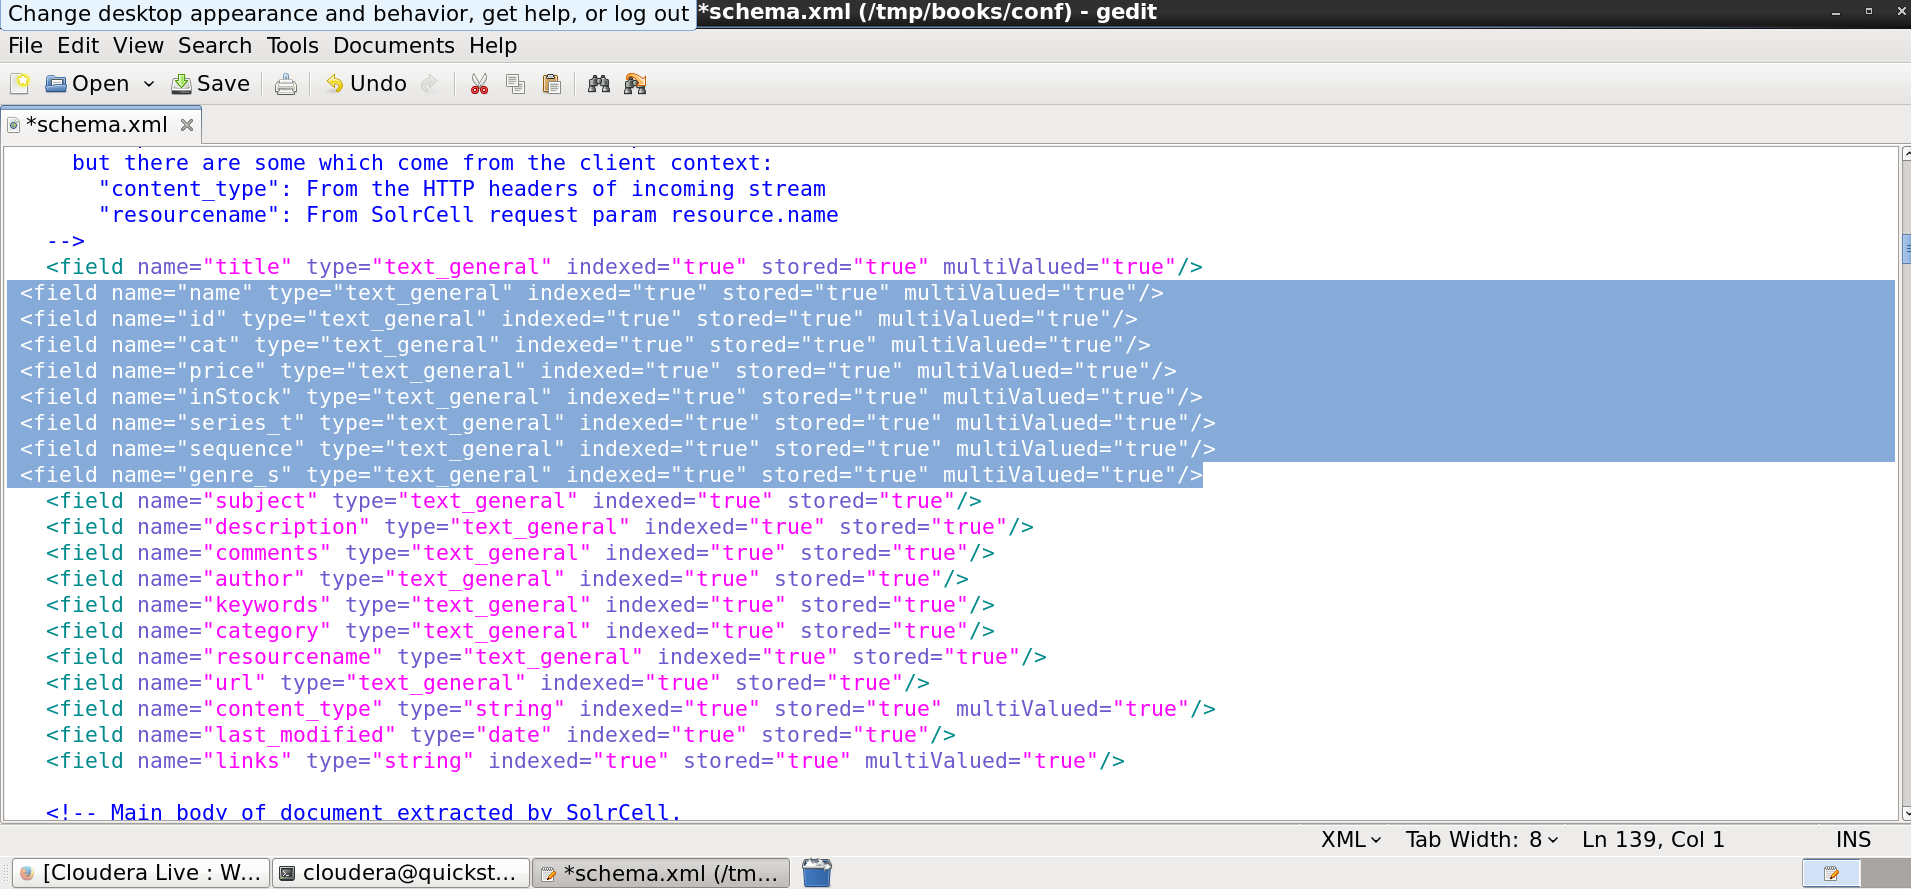 Change desktop appearance and behavior, get help, or log out
*schema.xml (/tmp/books/conf) - gedit
File Edit View Search Tools Documents Help
Open Save Undo
*schema.xml
but there are some which come from the client context:
"content_type": From the HTTP headers of incoming stream
"resourcename": From SolrCell request param resource.name
-->
<field name="title" type="text_general" indexed="true" stored="true" multiValued="true"/>
<field name="name" type="text_general" indexed="true" stored="true" multiValued="true"/>
<field name="id" type="text_general" indexed="true" stored="true" multiValued="true"/>
<field name="cat" type="text_general" indexed="true" stored="true" multiValued="true"/>
<field name="price" type="text_general" indexed="true" stored="true" multiValued="true"/>
<field name="inStock" type="text_general" indexed="true" stored="true" multiValued="true"/>
<field name="series_t" type="text_general" indexed="true" stored="true" multiValued="true"/>
<field name="sequence" type="text_general" indexed="true" stored="true" multiValued="true"/>
<field name="genre_s" type="text_general" indexed="true" stored="true" multiValued="true"/>
<field name="subject" type="text_general" indexed="true" stored="true"/>
<field name="description" type="text_general" indexed="true" stored="true"/>
<field name="comments" type="text_general" indexed="true" stored="true"/>
<field name="author" type="text_general" indexed="true" stored="true"/>
<field name="keywords" type="text_general" indexed="true" stored="true"/>
<field name="category" type="text_general" indexed="true" stored="true"/>
<field name="resourcename" type="text_general" indexed="true" stored="true"/>
<field name="url" type="text_general" indexed="true" stored="true"/>
<field name="content_type" type="string" indexed="true" stored="true" multiValued="true"/>
<field name="last_modified" type="date" indexed="true" stored="true"/>
<field name="links" type="string" indexed="true" stored="true" multiValued="true"/>
<!-- Main body of document extracted by SolrCell.
XML Tab Width: 8 Ln 139, Col 1 INS
[Cloudera Live : W... cloudera@quickst... *schema.xml (/tm...